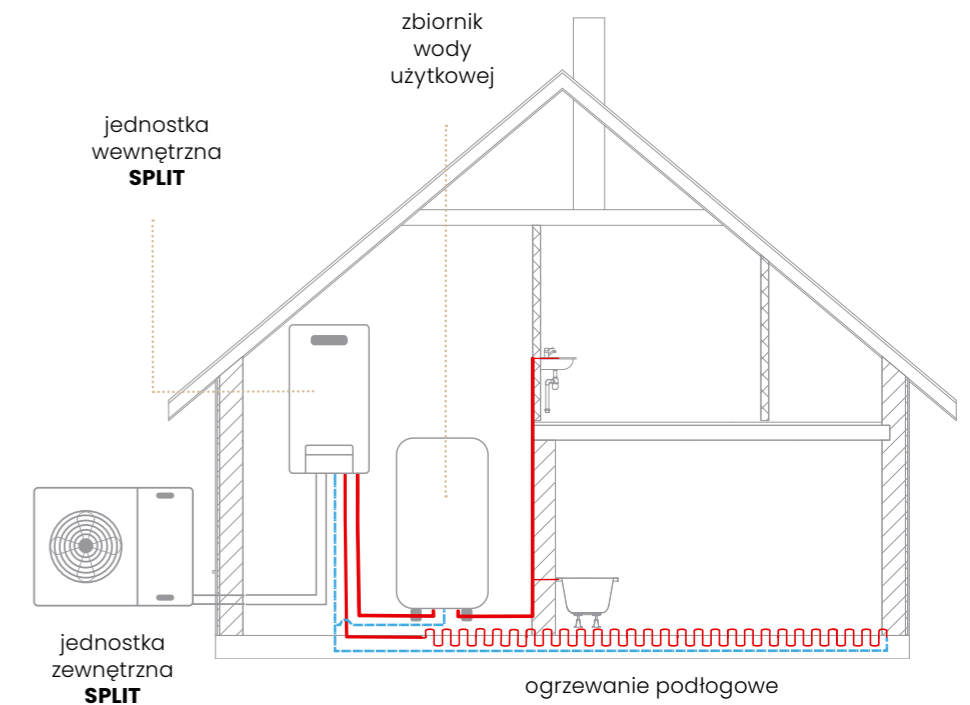 zbiornik
wody
użytkowej
jednostka
wewnętrzna
SPLIT
jednostka
zewnętrzna
SPLIT
ogrzewanie podłogowe